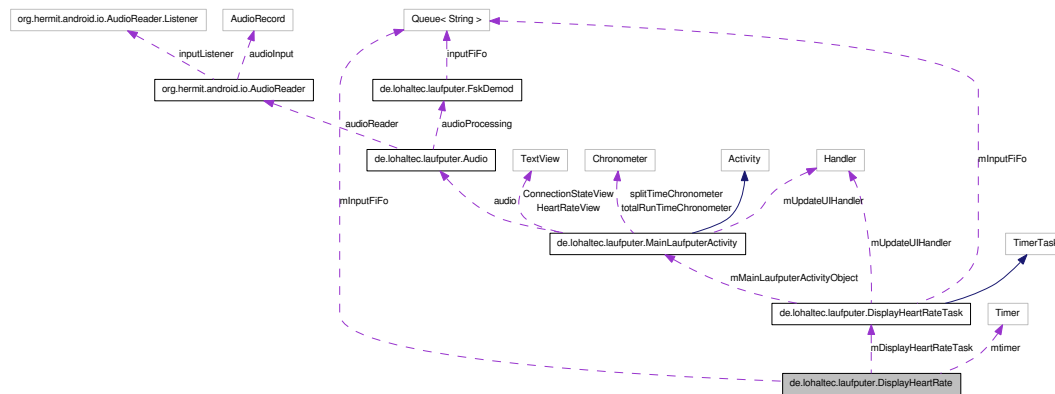 org.hermit.android.io.AudioReader.Listener
AudioRecord
Queue< String >
inputListener
audioInput
inputFiFo
org.hermit.android.io.AudioReader
de.lohaltec.laufputer.FskDemod
audioReader
audioProcessing
de.lohaltec.laufputer.Audio
TextView
Chronometer
Activity
Handler
mInputFiFo
mInputFiFo
audio
ConnectionStateView
HeartRateView
splitTimeChronometer
totalRunTimeChronometer
mUpdateUIHandler
de.lohaltec.laufputer.MainLaufputerActivity
mUpdateUIHandler
TimerTask
mMainLaufputerActivityObject
de.lohaltec.laufputer.DisplayHeartRateTask
Timer
mDisplayHeartRateTask
mtimer
de.lohaltec.laufputer.DisplayHeartRate